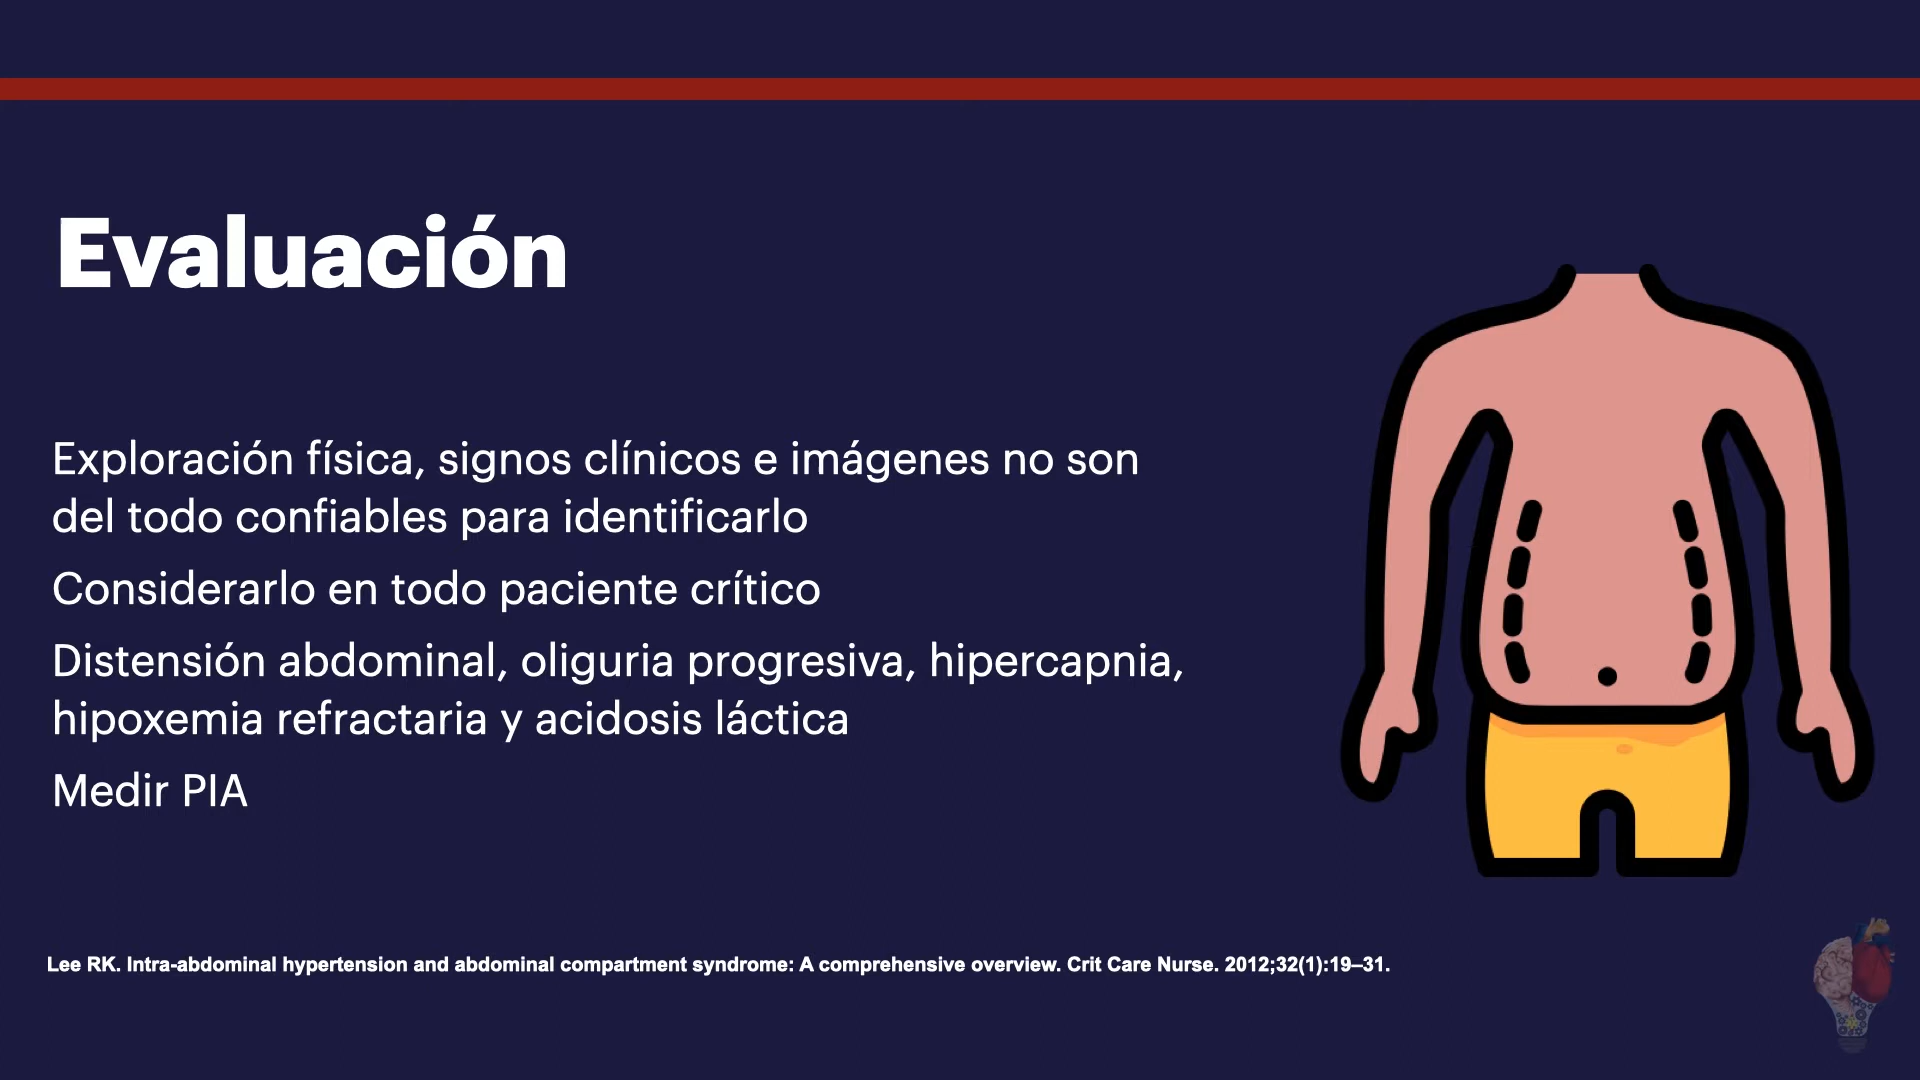 Evaluación
Exploración física, signos clínicos e imágenes no son
del todo confiables para identificarlo
Considerarlo en todo paciente crítico
Distensión abdominal, oliguria progresiva, hipercapnia,
hipoxemia refractaria y acidosis láctica
Medir PIA
Lee RK. Intra-abdominal hypertension and abdominal compartment syndrome: A comprehensive overview. Crit Care Nurse. 2012;32(1):19–31.